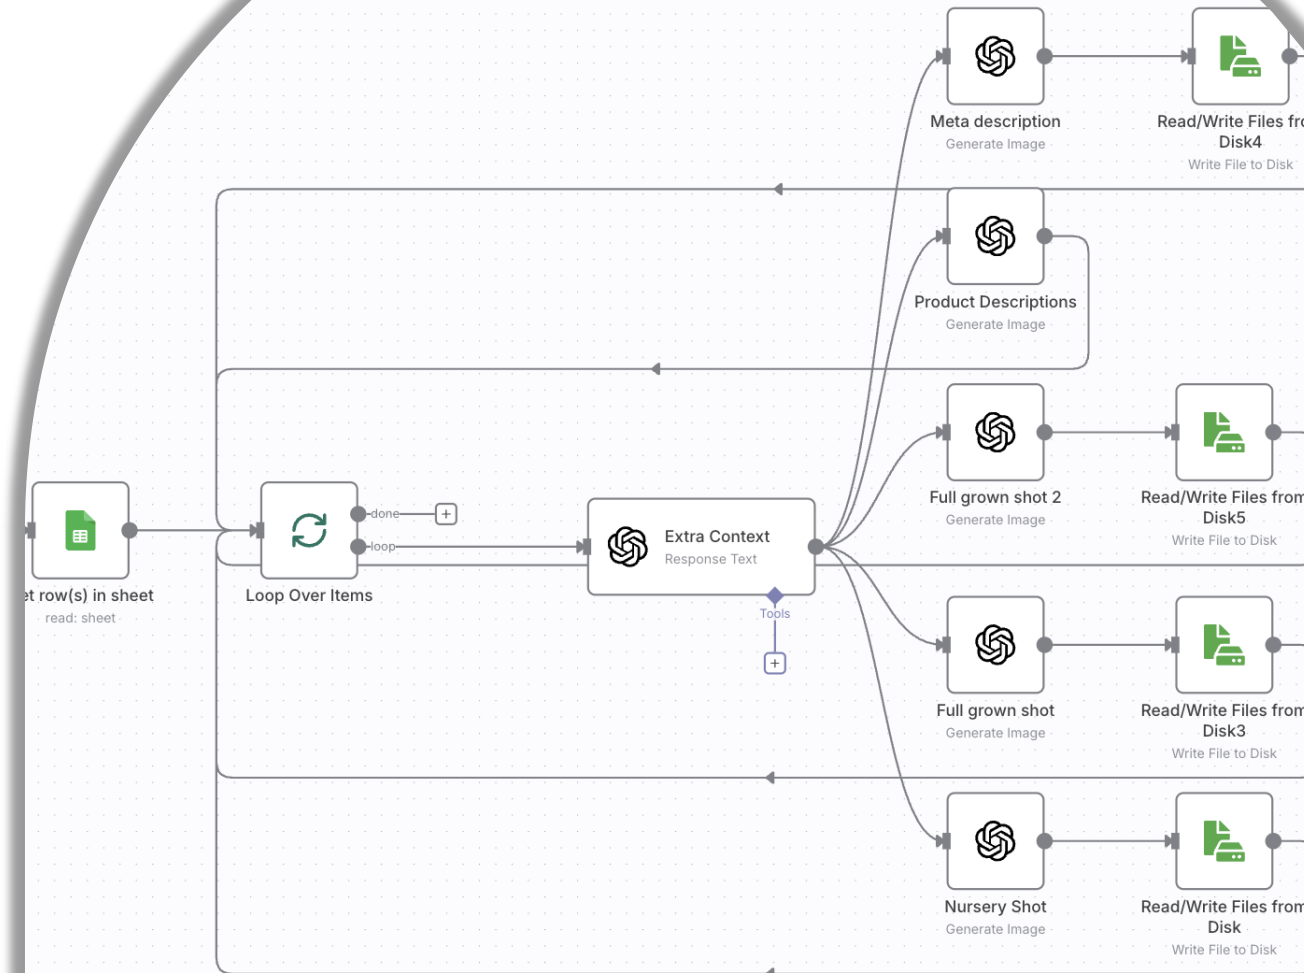 Meta description
Generate Image
Read/Write Files fro
Disk4
Write File to Disk
Product Descriptions
Generate Image
Full grown shot 2
Generate Image
Read/Write Files from
Disk5
Write File to Disk
et row(s) in sheet
read: sheet
done
loop
Loop Over Items
Extra Context
Response Text
Tools
Full grown shot
Generate Image
Read/Write Files from
Disk3
Write File to Disk
Nursery Shot
Generate Image
Read/Write Files from
Disk
Write File to Disk